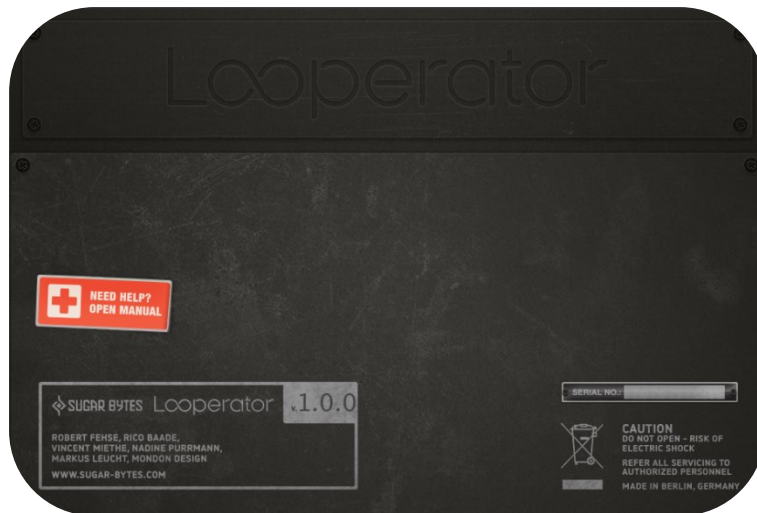 Looperator
NEED HELP?
OPEN MANUAL
SUGAR BYTES Looperator v.1.0.0
ROBERT FEHSE, RICO BAADE,
VINCENT MIETHE, NADINE PURRMANN,
MARKUS LEUCHT, MONDON DESIGN
WWW.SUGAR-BYTES.COM
SERIAL NO.:
CAUTION
DO NOT OPEN - RISK OF
ELECTRIC SHOCK
REFER ALL SERVICING TO
AUTHORIZED PERSONNEL
MADE IN BERLIN, GERMANY